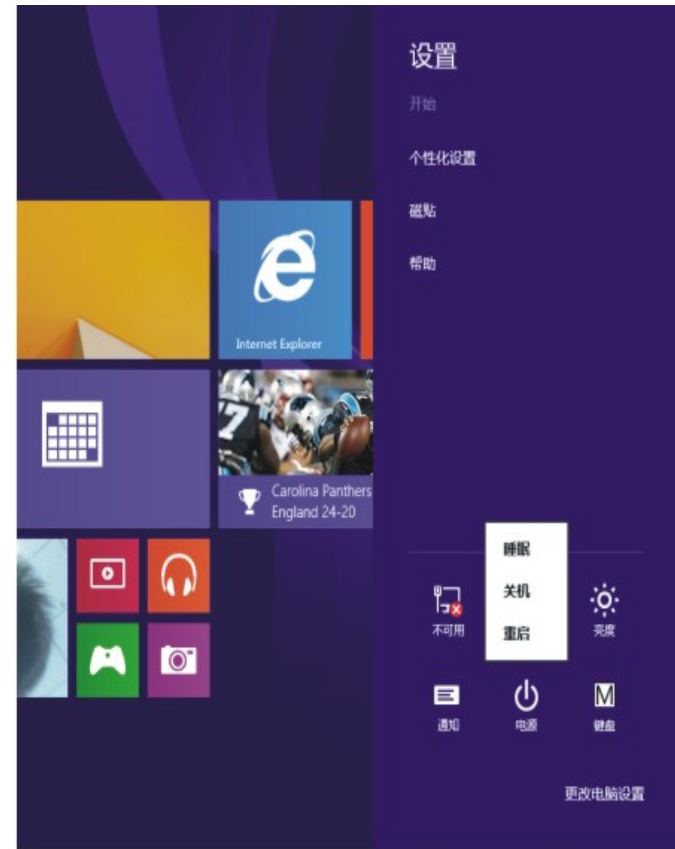 设置
开始
个性化设置
磁贴
帮助
Internet Explorer
17
Carolina Panthers
England 24-20
睡眠
关机
重启
不可用
亮度
通知
电源
M
键盘
更改电脑设置